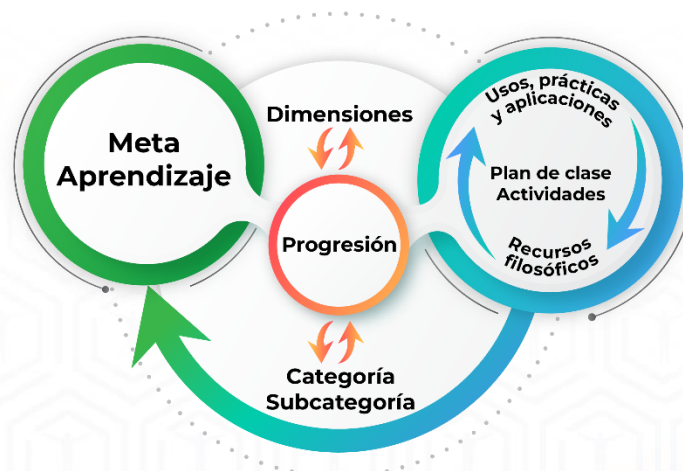 Meta
Aprendizaje
Dimensiones
Progresión
Categoría
Subcategoría
Usos, prácticas
y aplicaciones
Plan de clase
Actividades
Recursos
filosóficos